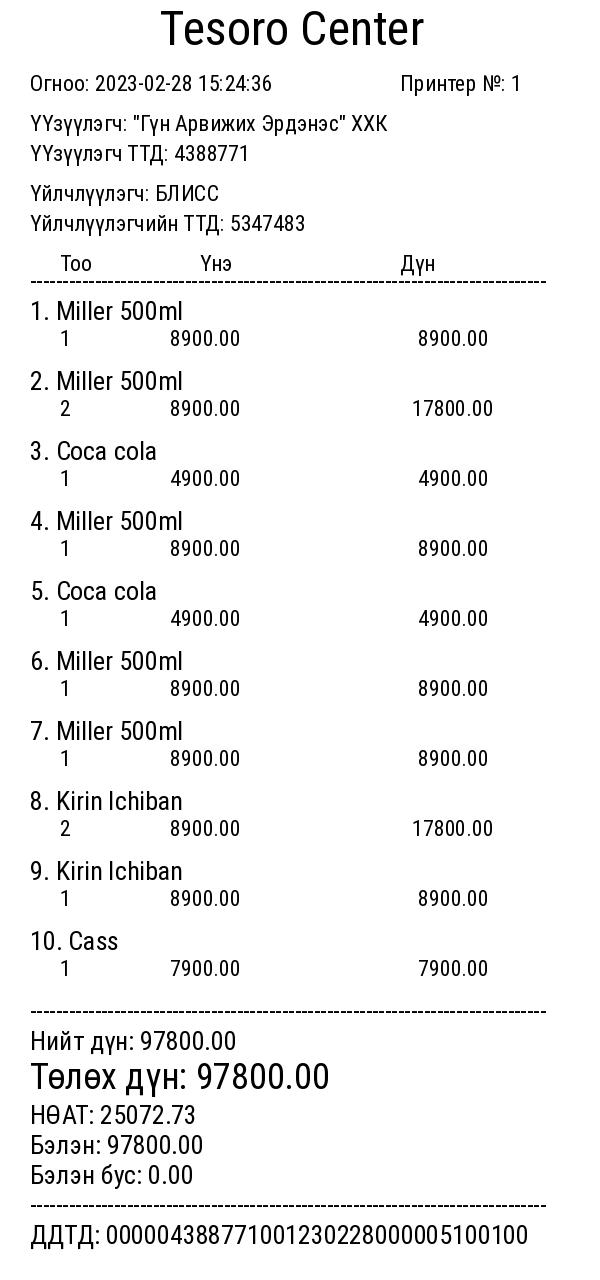 Tesoro Center
Огноо: 2023-02-28 15:24:36 Принтер №: 1
ҮҮзүүлэгч: "Гүн Арвижих Эрдэнэс" ХХК
ҮҮзүүлэгч ТТД: 4388771
Үйлчлүүлэгч: БЛИСС
Үйлчлүүлэгчийн ТТД: 5347483
Тоо Үнэ Дүн
1. Miller 500ml
1 8900.00 8900.00
2. Miller 500ml
2 8900.00 17800.00
3. Coca cola
1 4900.00 4900.00
4. Miller 500ml
1 8900.00 8900.00
5. Coca cola
1 4900.00 4900.00
6. Miller 500ml
1 8900.00 8900.00
7. Miller 500ml
1 8900.00 8900.00
8. Kirin Ichiban
2 8900.00 17800.00
9. Kirin Ichiban
1 8900.00 8900.00
10. Cass
1 7900.00 7900.00
Нийт дүн: 97800.00
Төлөх дүн: 97800.00
НӨАТ: 25072.73
Бэлэн: 97800.00
Бэлэн бус: 0.00
ДДТД: 000004388771001230228000005100100